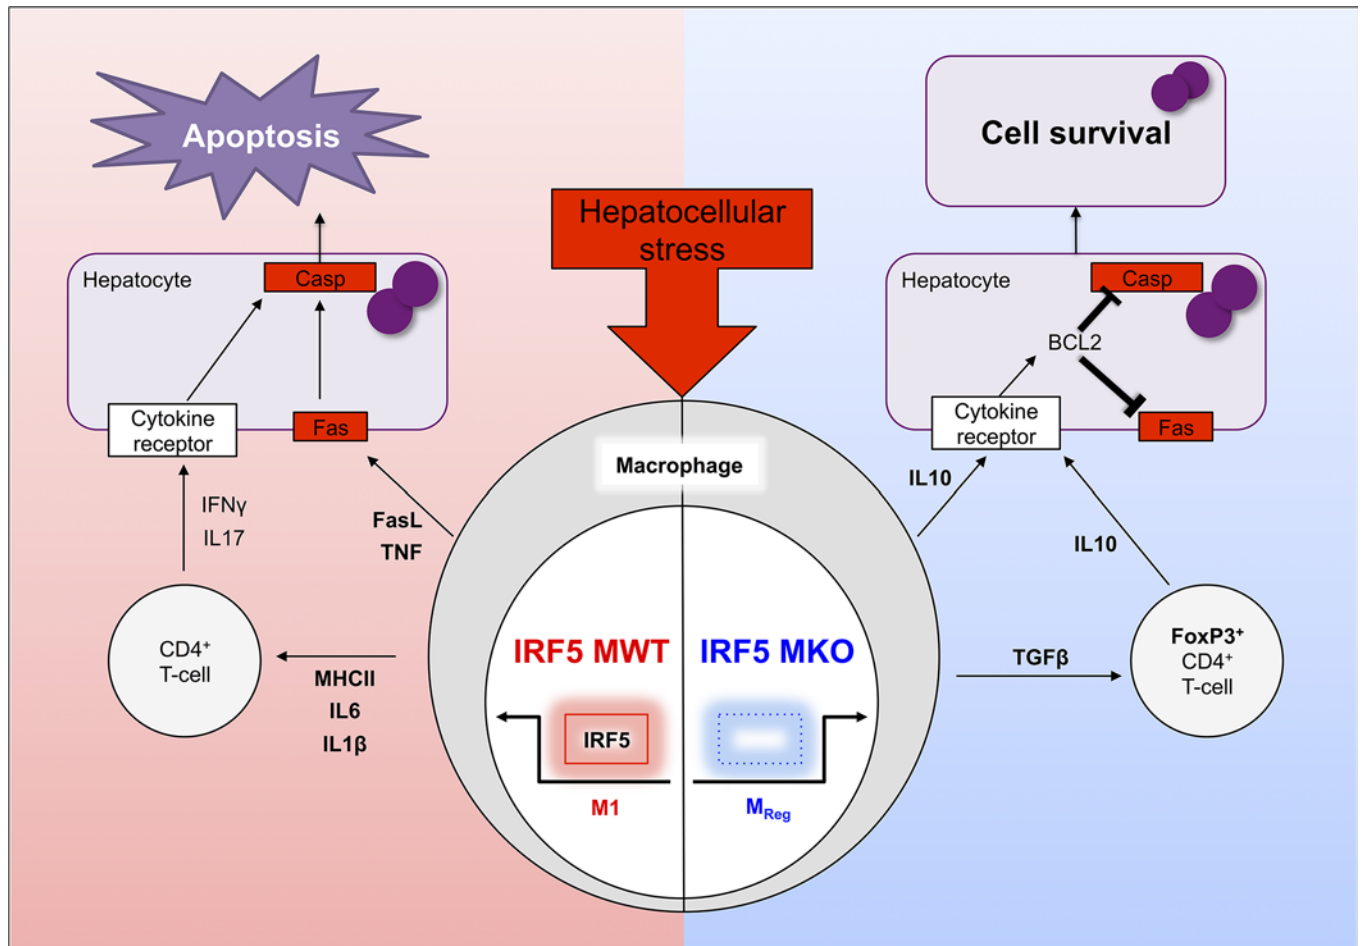 Apoptosis
Hepatocyte
Casp
Cytokine
receptor
Fas
IFNγ
IL17
FasL
TNF
CD4⁺
T-cell
MHCII
IL6
IL1β
Hepatocellular
stress
Macrophage
IRF5 MWT
IRF5
M1
IRF5 MKO
M_Reg
Cell survival
Hepatocyte
Casp
BCL2
Cytokine
receptor
Fas
IL10
IL10
TGFβ
FoxP3⁺
CD4⁺
T-cell